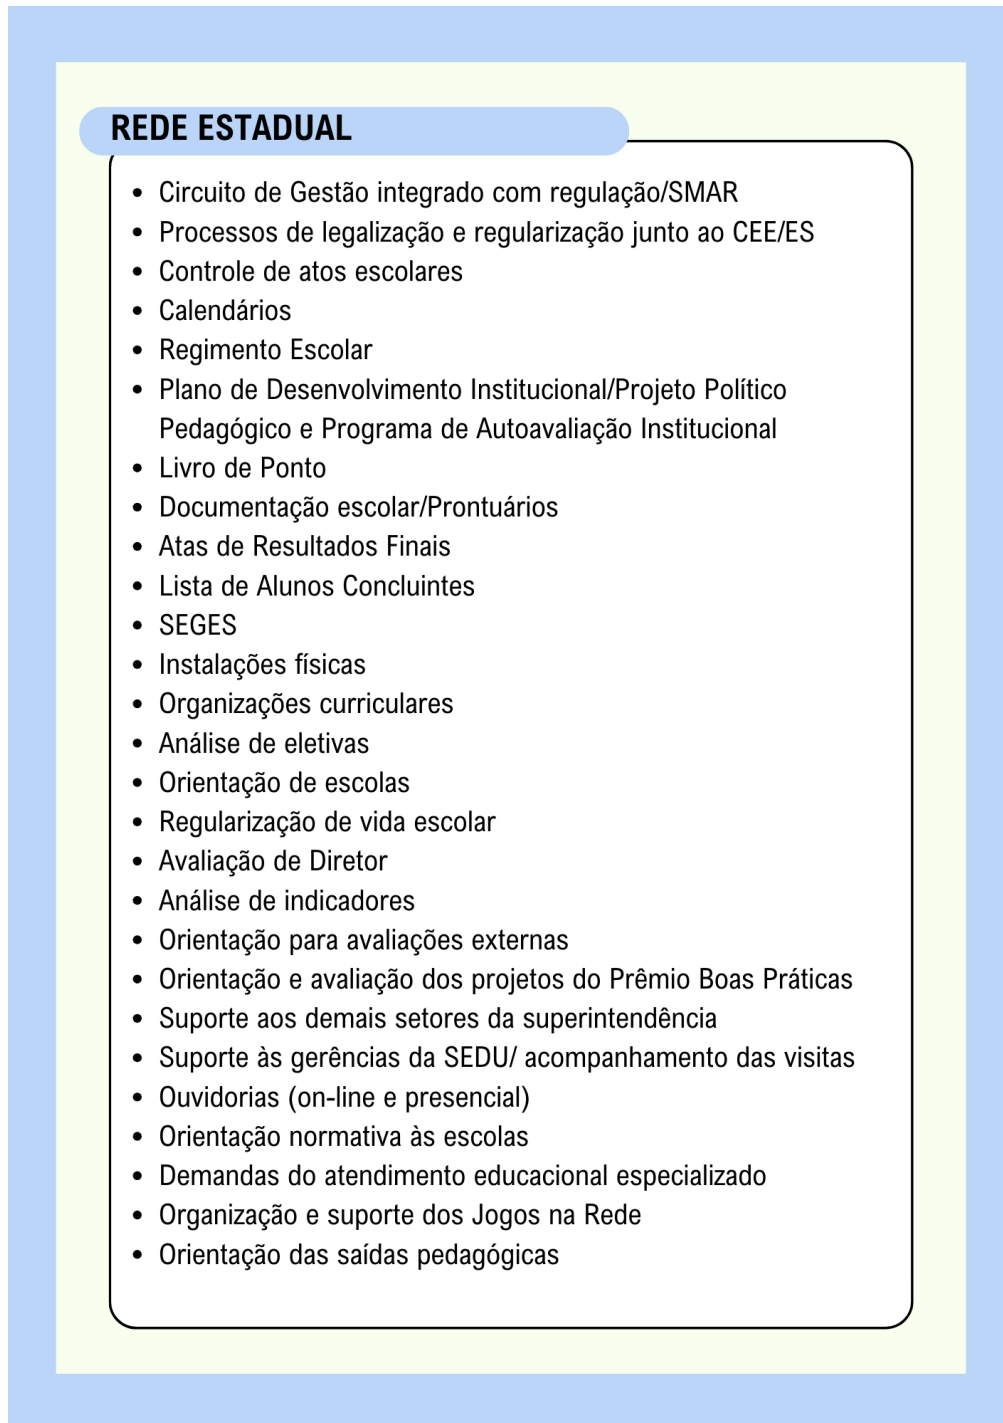 REDE ESTADUAL
• Circuito de Gestão integrado com regulação/SMAR
• Processos de legalização e regularização junto ao CEE/ES
• Controle de atos escolares
• Calendários
• Regimento Escolar
• Plano de Desenvolvimento Institucional/Projeto Político
Pedagógico e Programa de Autoavaliação Institucional
• Livro de Ponto
• Documentação escolar/Prontuários
• Atas de Resultados Finais
• Lista de Alunos Concluintes
• SEGES
• Instalações físicas
• Organizações curriculares
• Análise de eletivas
• Orientação de escolas
• Regularização de vida escolar
• Avaliação de Diretor
• Análise de indicadores
• Orientação para avaliações externas
• Orientação e avaliação dos projetos do Prêmio Boas Práticas
• Suporte aos demais setores da superintendência
• Suporte às gerências da SEDU/ acompanhamento das visitas
• Ouvidorias (on-line e presencial)
• Orientação normativa às escolas
• Demandas do atendimento educacional especializado
• Organização e suporte dos Jogos na Rede
• Orientação das saídas pedagógicas